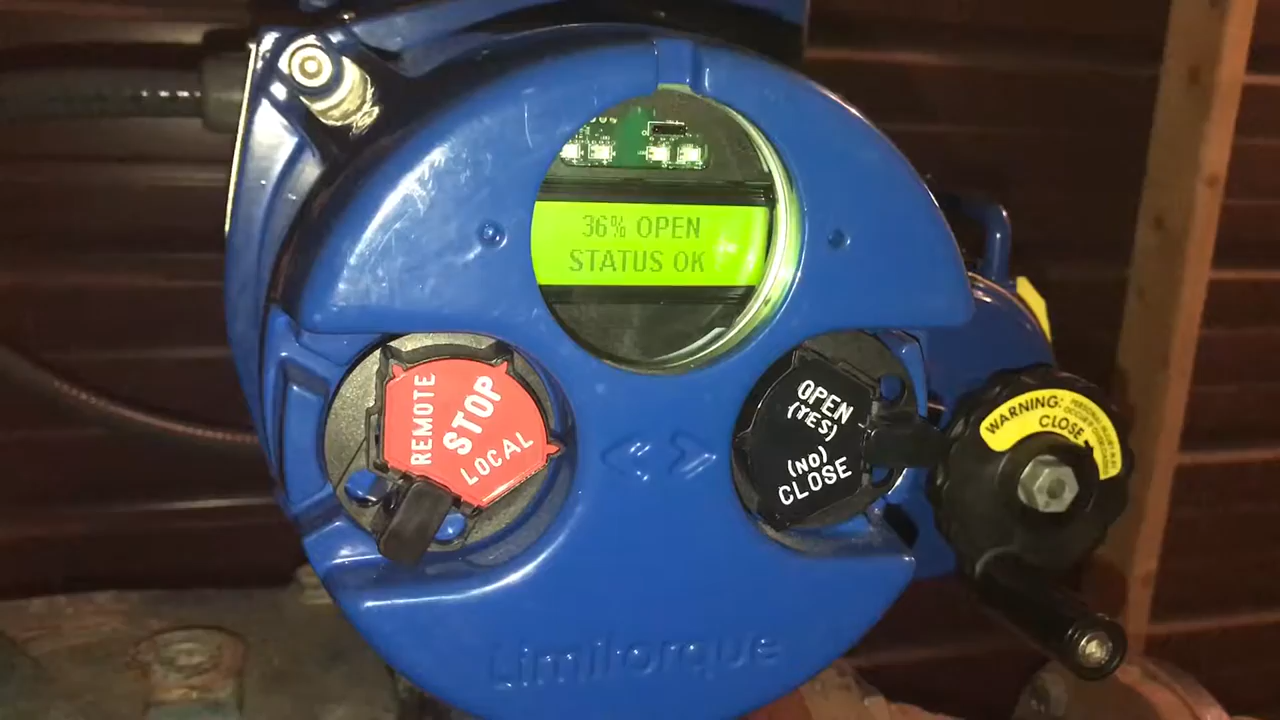 36% OPEN
STATUS OK
REMOTE
STOP
LOCAL
OPEN
(YES)
(NO)
CLOSE
WARNING:
CLOSE
Limitorque